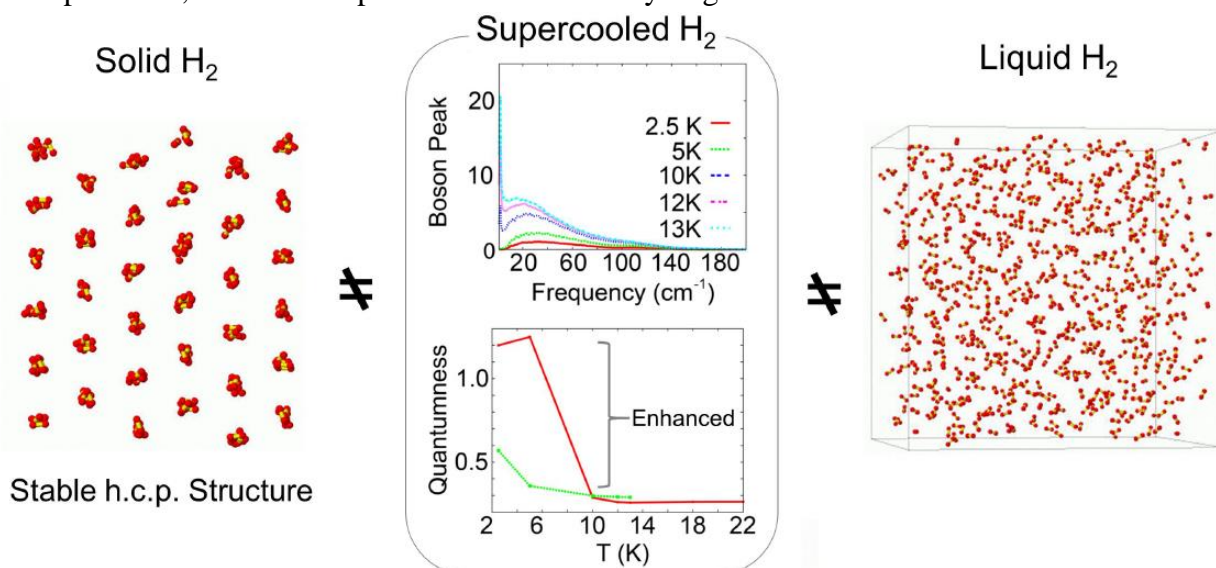 Supercooled H₂
Solid H₂
Liquid H₂
Boson Peak
20
10
0
2.5 K
5K
10K
12K
13K
20 60 100 140 180
Frequency (cm⁻¹)
≠
≠
Quantumness
1.0
0.5
Enhanced
2 6 10 14 18 22
T (K)
Stable h.c.p. Structure